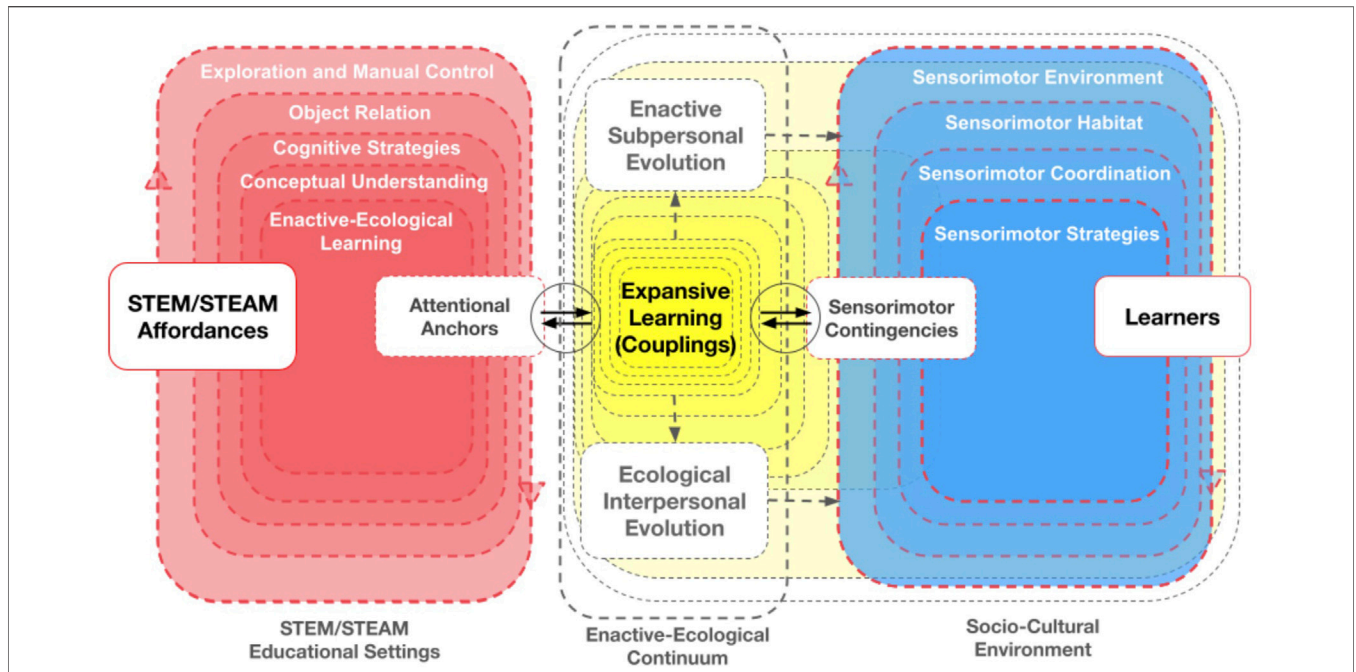 Exploration and Manual Control
Object Relation
Cognitive Strategies
Conceptual Understanding
Enactive-Ecological
Learning
STEM/STEAM
Affordances
Attentional
Anchors
STEM/STEAM
Educational Settings
Enactive
Subpersonal
Evolution
Expansive
Learning
(Couplings)
Ecological
Interpersonal
Evolution
Enactive-Ecological
Continuum
Sensorimotor Environment
Sensorimotor Habitat
Sensorimotor Coordination
Sensorimotor Strategies
Sensorimotor
Contingencies
Learners
Socio-Cultural
Environment